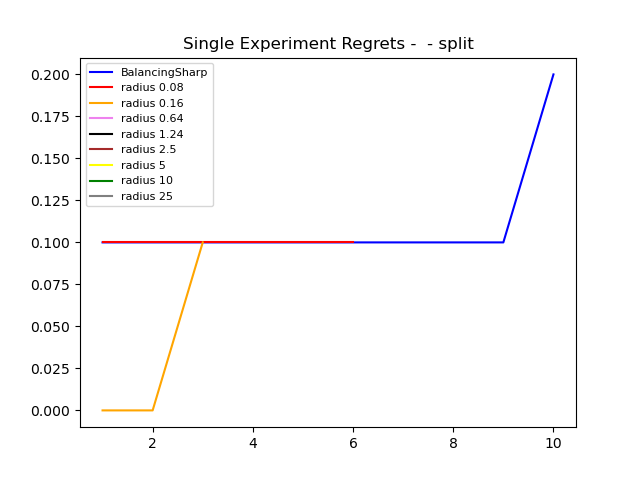 Single Experiment Regrets -  - split
0.200
0.175
0.150
0.125
0.100
0.075
0.050
0.025
0.000
BalancingSharp
radius 0.08
radius 0.16
radius 0.64
radius 1.24
radius 2.5
radius 5
radius 10
radius 25
2 4 6 8 10